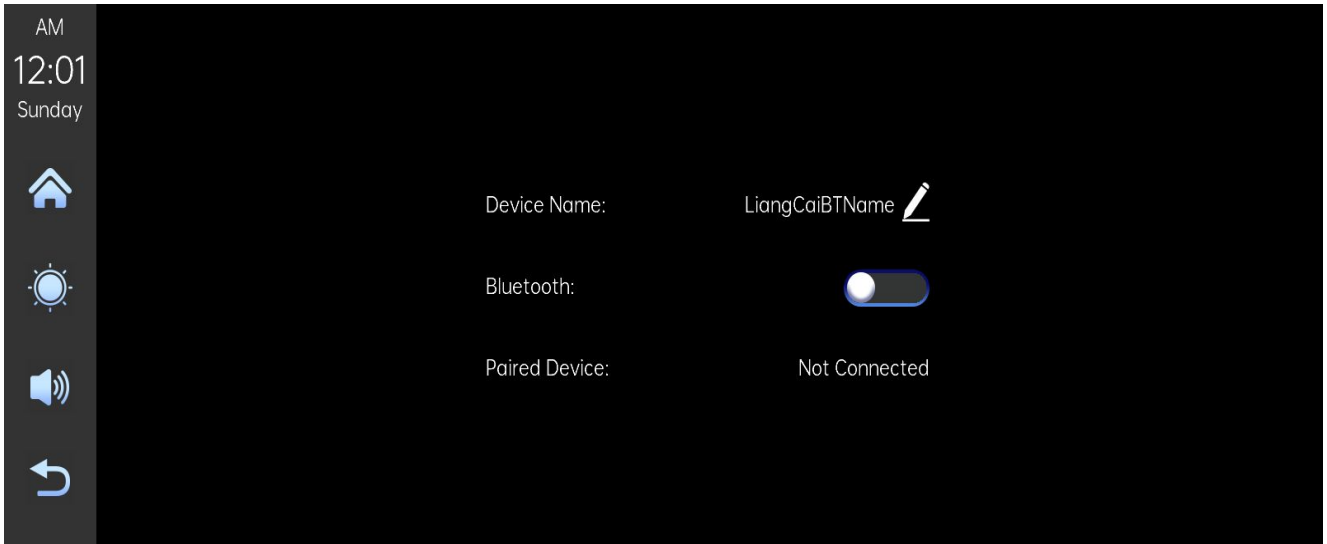 AM
12:01
Sunday
Device Name: LiangCaiBTName
Bluetooth:
Paired Device: Not Connected